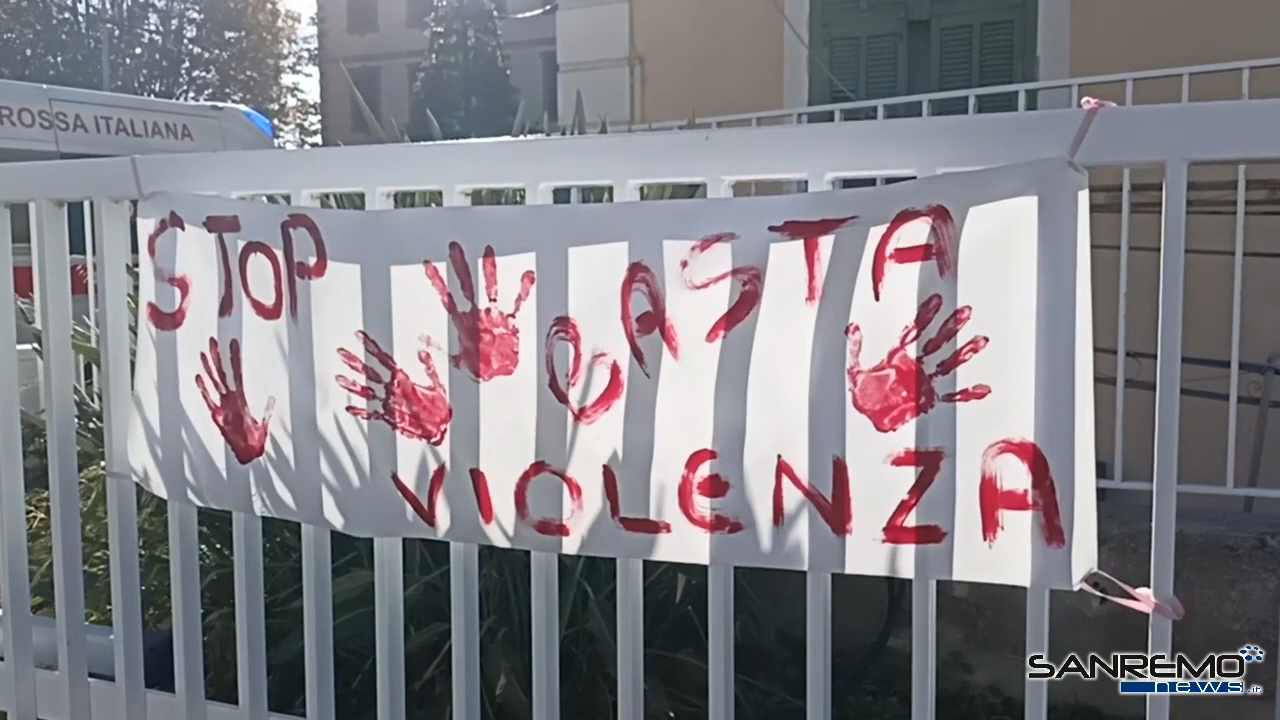 ROSSA ITALIANA
STOP BASTA
VIOLENZA
SANREMO
news.it